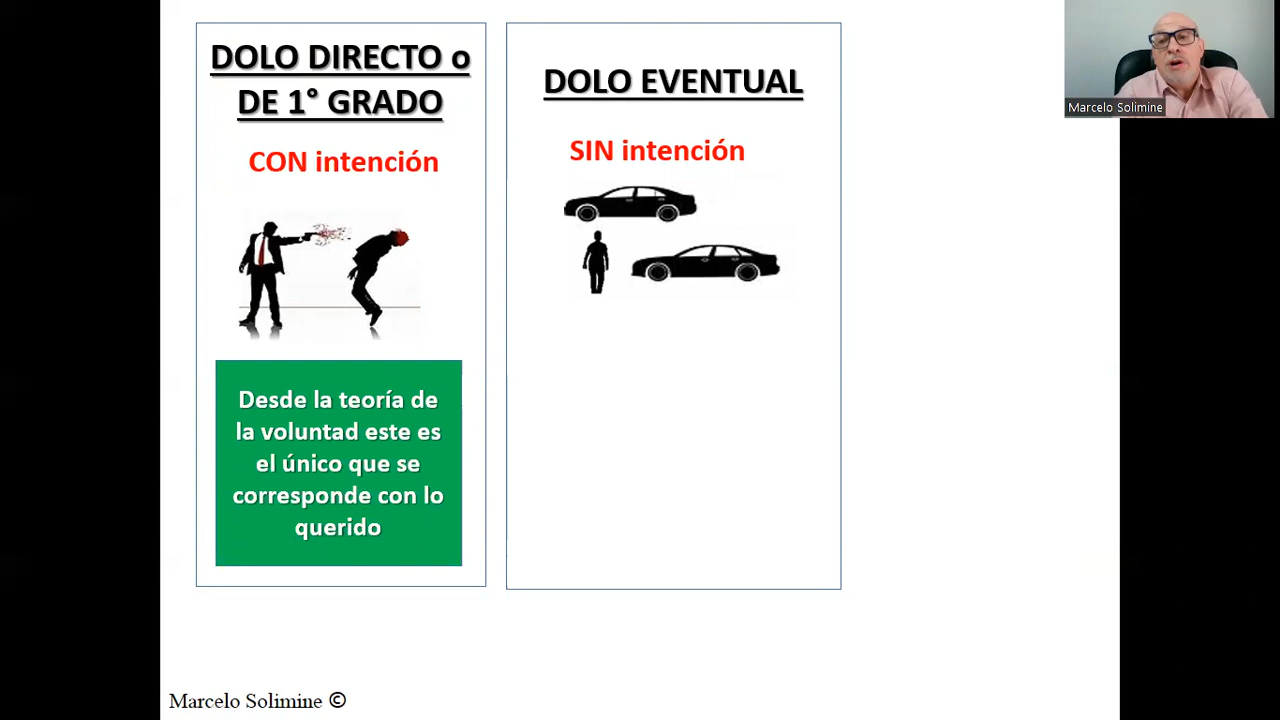 DOLO DIRECTO o
DE 1° GRADO
CON intención
Desde la teoría de
la voluntad este es
el único que se
corresponde con lo
querido
DOLO EVENTUAL
SIN intención
Marcelo Solimine
Marcelo Solimine ©